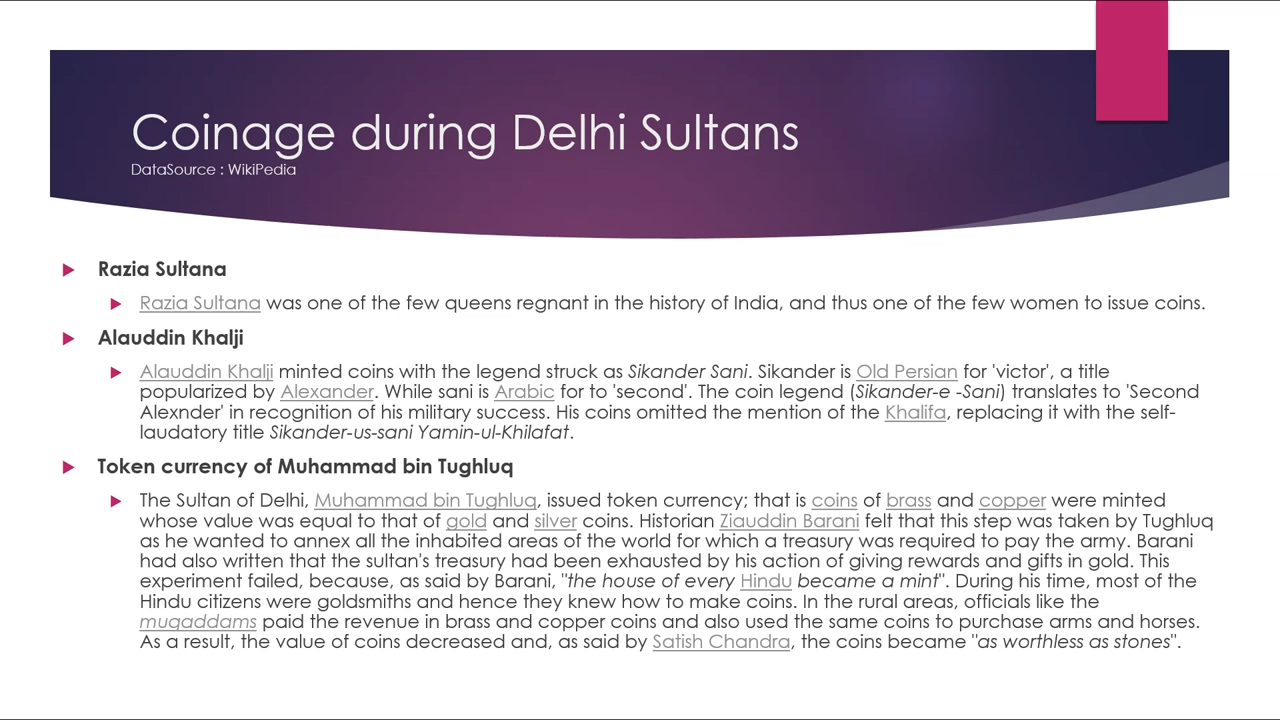 Coinage during Delhi Sultans
DataSource : WikiPedia
Razia Sultana
Razia Sultana was one of the few queens regnant in the history of India, and thus one of the few women to issue coins.
Alauddin Khalji
Alauddin Khalji minted coins with the legend struck as Sikander Sani. Sikander is Old Persian for 'victor', a title
popularized by Alexander. While sani is Arabic for to 'second'. The coin legend (Sikander-e -Sani) translates to 'Second
Alexnder' in recognition of his military success. His coins omitted the mention of the Khalifa, replacing it with the self-
laudatory title Sikander-us-sani Yamin-ul-Khilafat.
Token currency of Muhammad bin Tughluq
The Sultan of Delhi, Muhammad bin Tughluq, issued token currency; that is coins of brass and copper were minted
whose value was equal to that of gold and silver coins. Historian Ziauddin Barani felt that this step was taken by Tughluq
as he wanted to annex all the inhabited areas of the world for which a treasury was required to pay the army. Barani
had also written that the sultan's treasury had been exhausted by his action of giving rewards and gifts in gold. This
experiment failed, because, as said by Barani, "the house of every Hindu became a mint". During his time, most of the
Hindu citizens were goldsmiths and hence they knew how to make coins. In the rural areas, officials like the
muqaddams paid the revenue in brass and copper coins and also used the same coins to purchase arms and horses.
As a result, the value of coins decreased and, as said by Satish Chandra, the coins became "as worthless as stones".